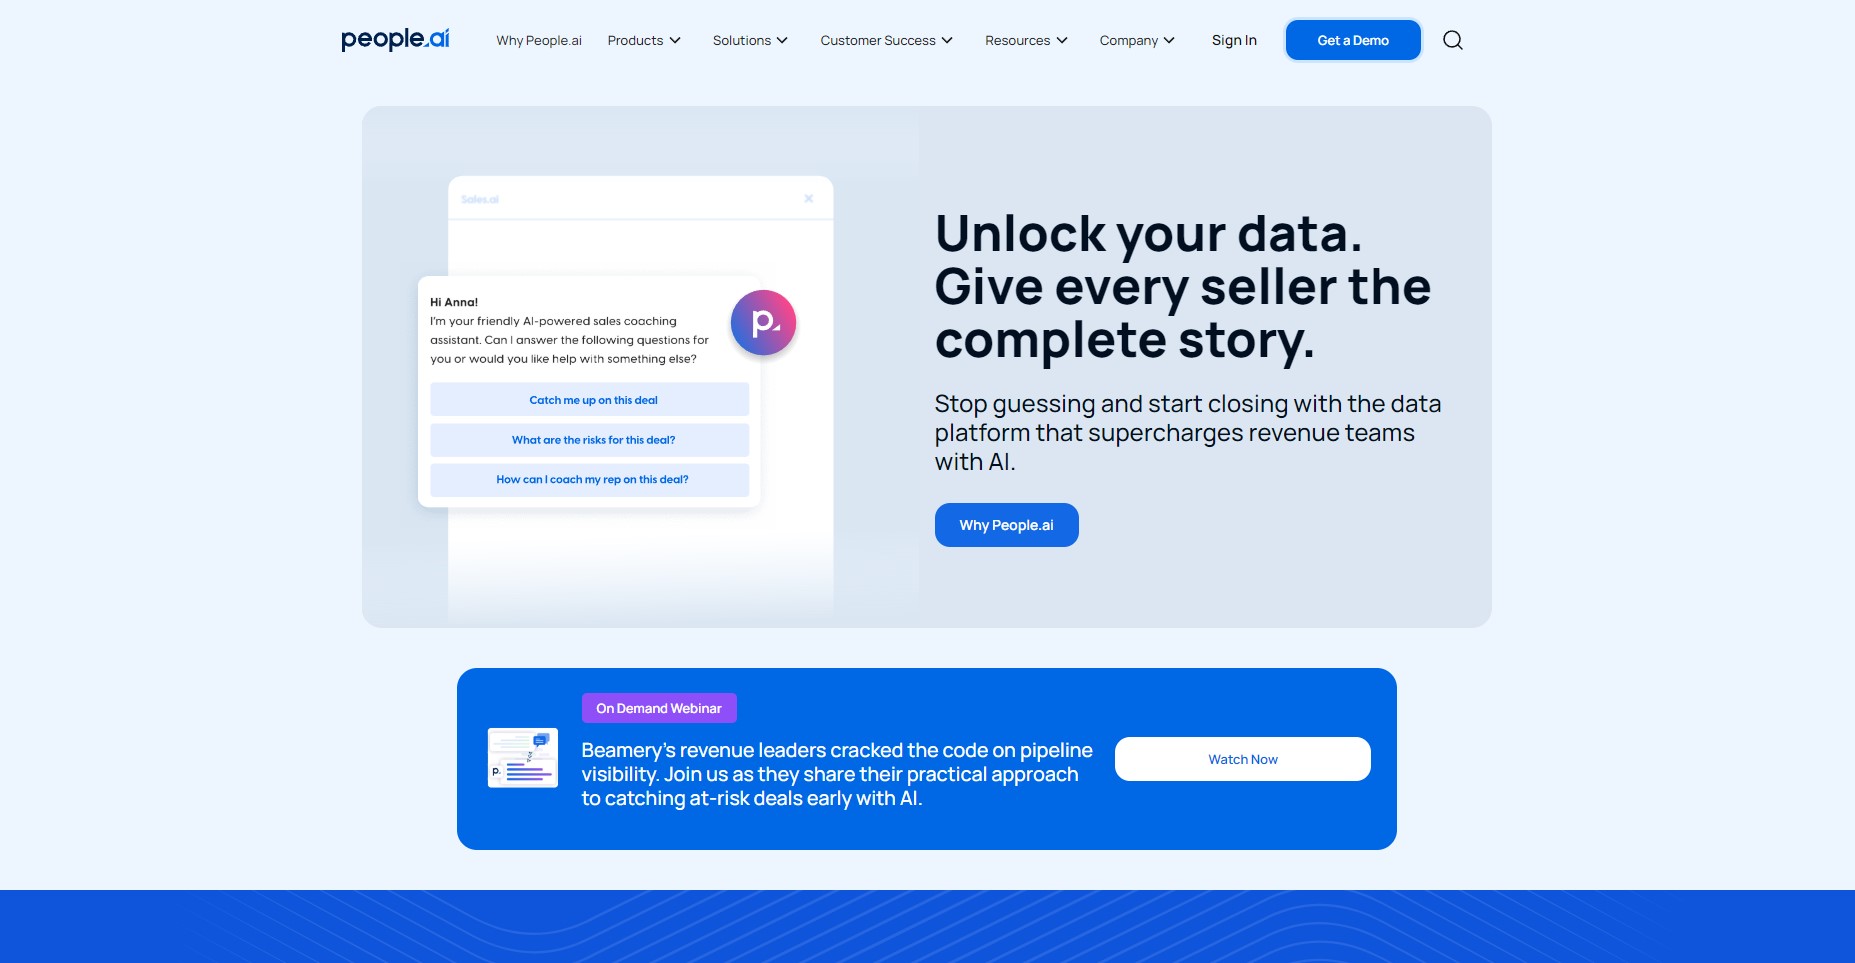 people.ai
Why People.ai
Products
Solutions
Customer Success
Resources
Company
Sign In
Get a Demo
Sales.ai
Hi Anna!
I'm your friendly AI-powered sales coaching
assistant. Can I answer the following questions for
you or would you like help with something else?
p.
Catch me up on this deal
What are the risks for this deal?
How can I coach my rep on this deal?
Unlock your data.
Give every seller the
complete story.
Stop guessing and start closing with the data
platform that supercharges revenue teams
with AI.
Why People.ai
On Demand Webinar
p.
Beamery's revenue leaders cracked the code on pipeline
visibility. Join us as they share their practical approach
to catching at-risk deals early with AI.
Watch Now